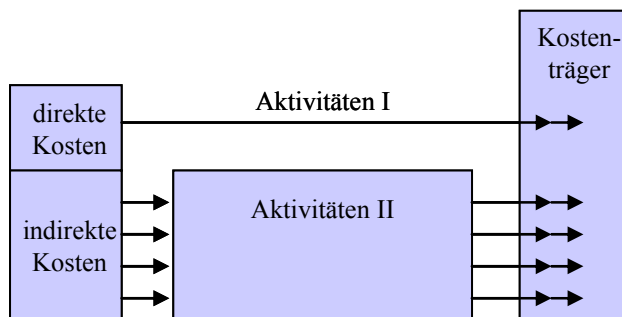 Kosten-
träger
Aktivitäten I
direkte
Kosten
Aktivitäten II
indirekte
Kosten